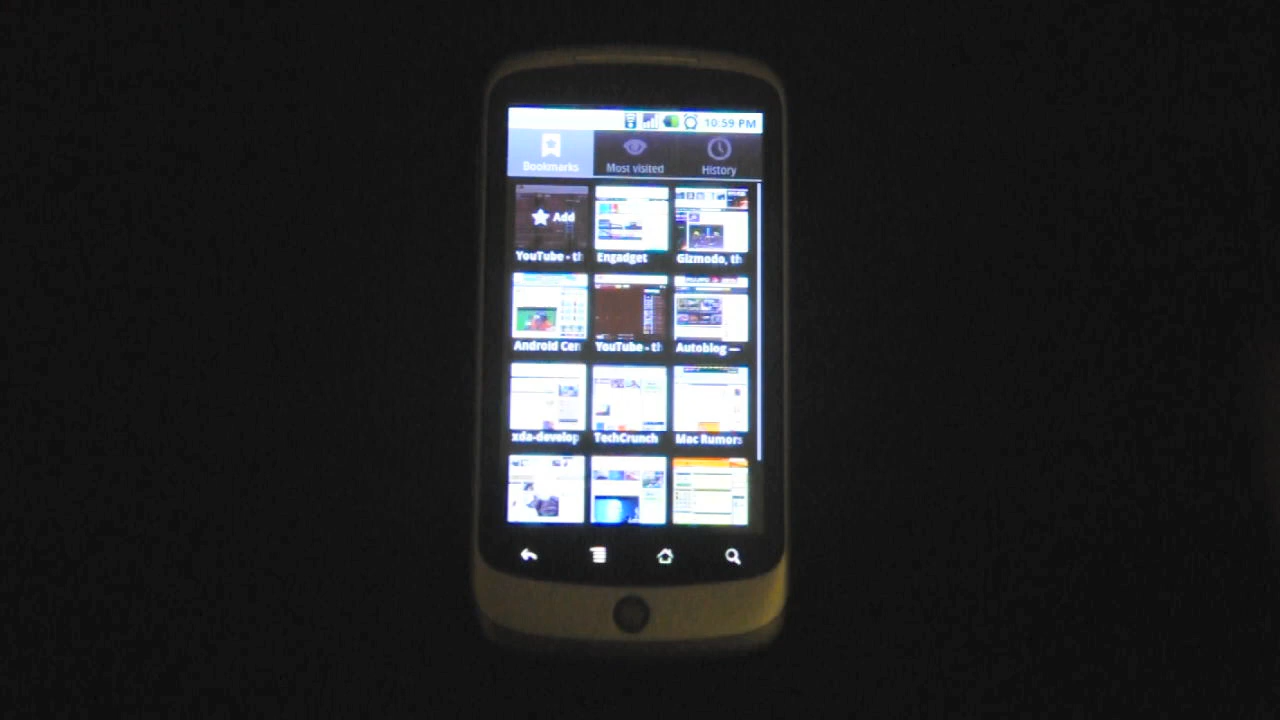 10:59 PM
Bookmarks Most visited History
Add
YouTube - th Engadget Gizmodo, th
Android Cen YouTube - th Autoblog —
xda-develop TechCrunch Mac Rumors